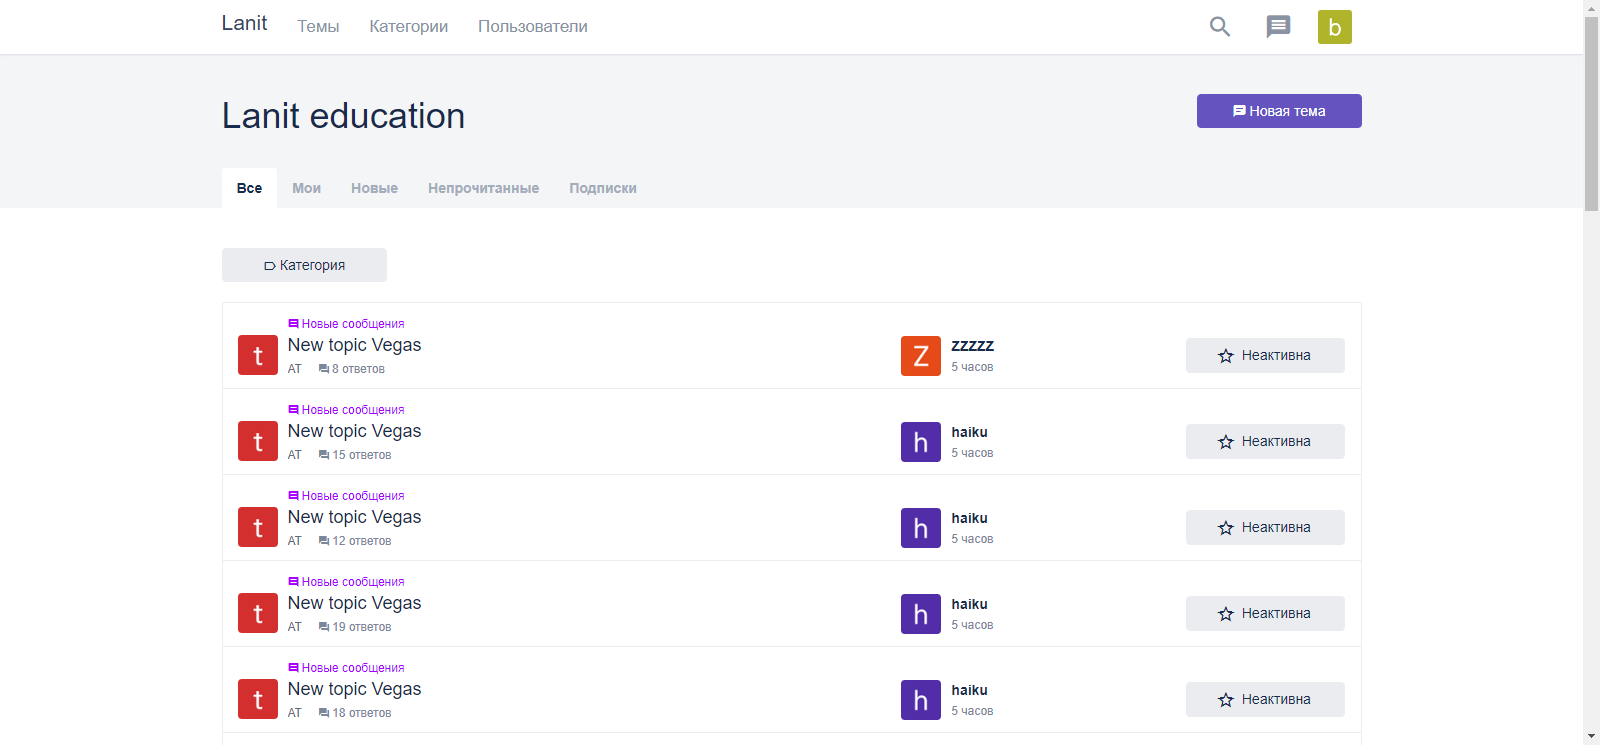 Lanit Темы Категории Пользователи b
Lanit education
Новая тема
Все Мои Новые Непрочитанные Подписки
Категория
Новые сообщения
t New topic Vegas Z zzzzz Неактивна
AT 8 ответов 5 часов
Новые сообщения
t New topic Vegas h haiku Неактивна
AT 15 ответов 5 часов
Новые сообщения
t New topic Vegas h haiku Неактивна
AT 12 ответов 5 часов
Новые сообщения
t New topic Vegas h haiku Неактивна
AT 19 ответов 5 часов
Новые сообщения
t New topic Vegas h haiku Неактивна
AT 18 ответов 5 часов